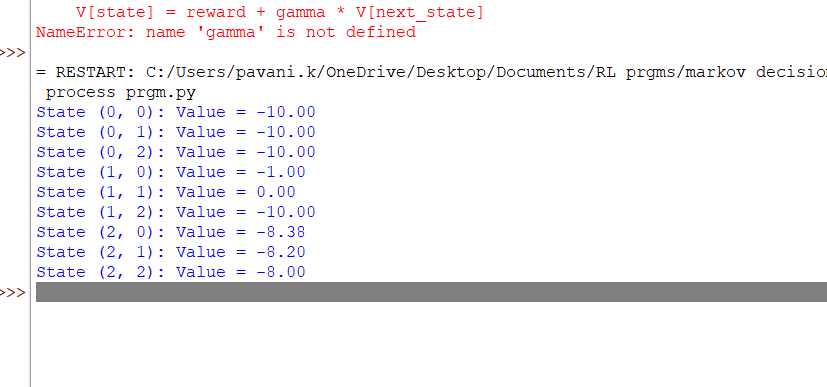 V[state] = reward + gamma * V[next_state]
NameError: name 'gamma' is not defined
>>>
= RESTART: C:/Users/pavani.k/OneDrive/Desktop/Documents/RL prgms/markov decision
process prgm.py
State (0, 0): Value = -10.00
State (0, 1): Value = -10.00
State (0, 2): Value = -10.00
State (1, 0): Value = -1.00
State (1, 1): Value = 0.00
State (1, 2): Value = -10.00
State (2, 0): Value = -8.38
State (2, 1): Value = -8.20
State (2, 2): Value = -8.00
>>>